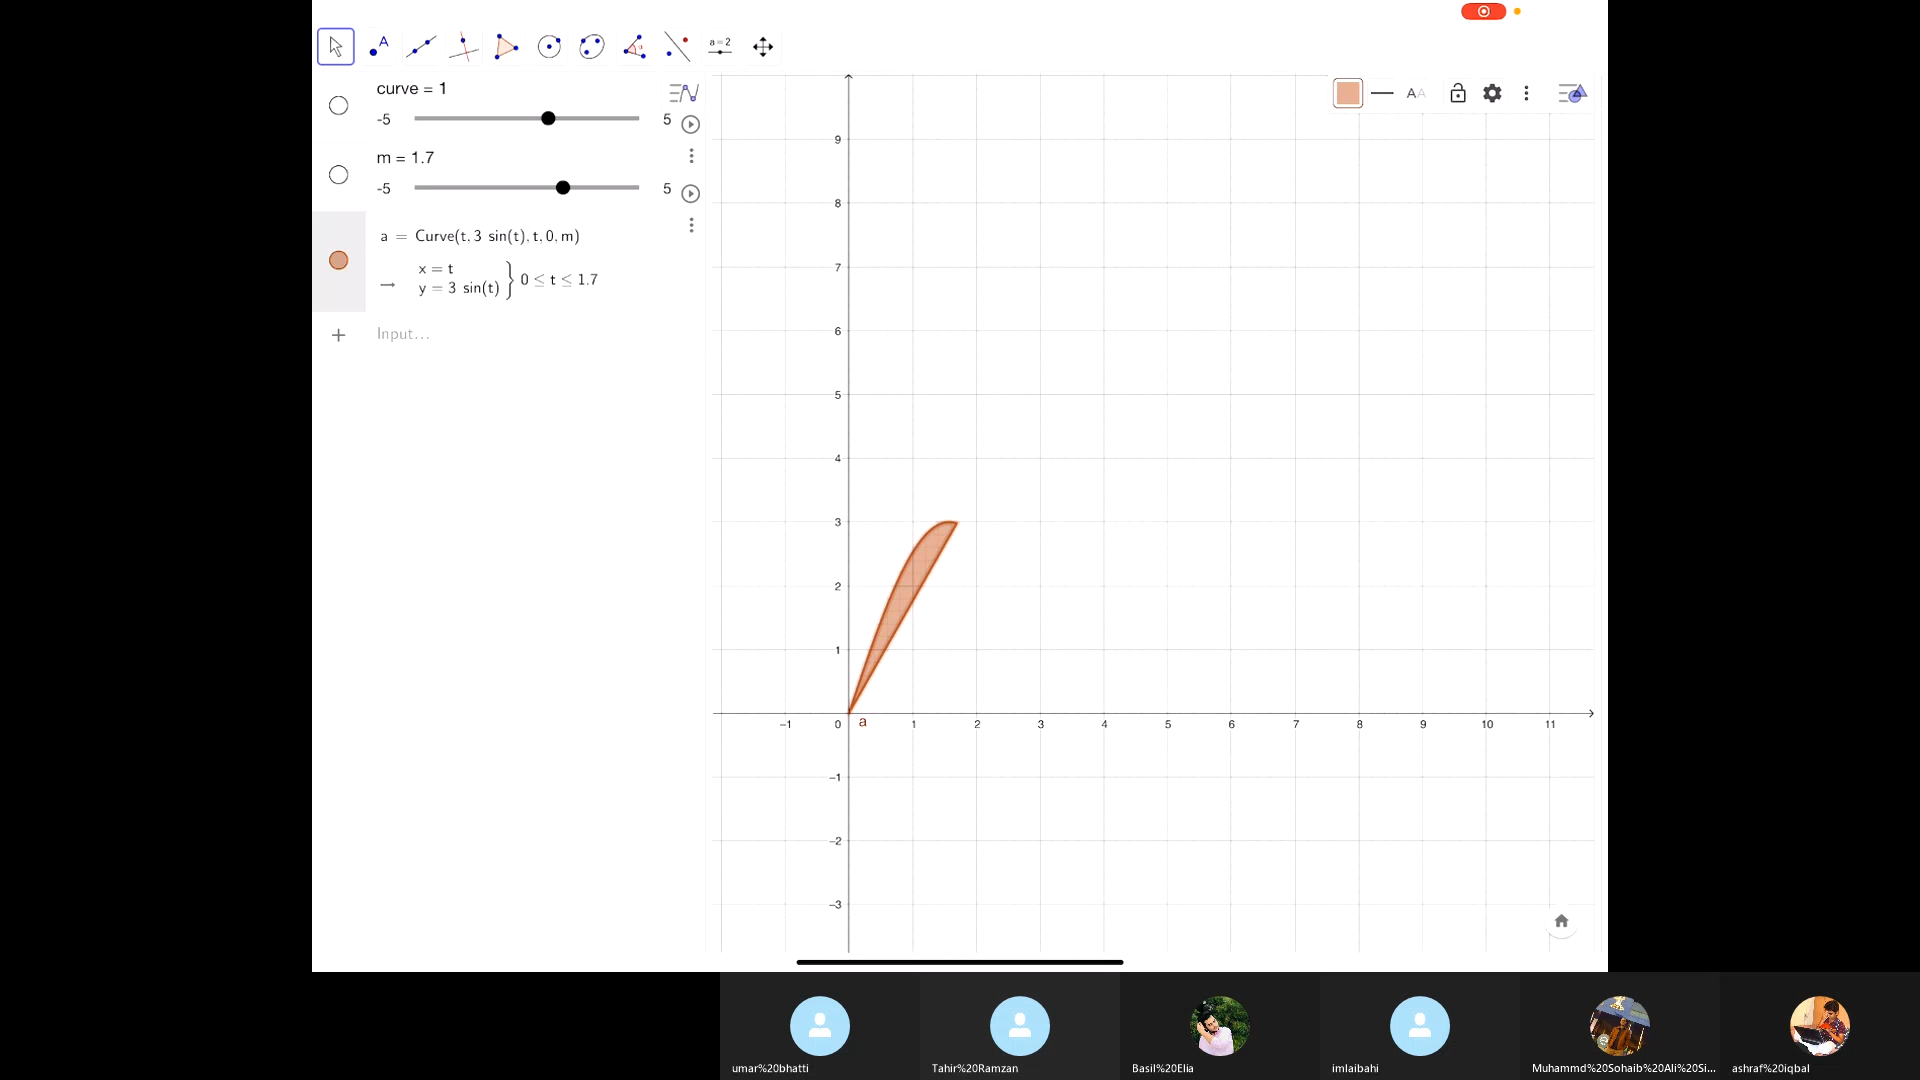 A
α
a=2
curve = 1
-5
5
m = 1.7
-5
5
a = Curve(t, 3 sin(t), t, 0, m)
→ x = t
y = 3 sin(t) } 0 ≤ t ≤ 1.7
+ Input...
AA
9
8
7
6
5
4
3
2
1
−1 0 a 1 2 3 4 5 6 7 8 9 10 11
−1
−2
−3
umar%20bhatti
Tahir%20Ramzan
Basil%20Elia
imlaibahi
Muhammd%20Sohaib%20Ali%20Si...
ashraf%20iqbal